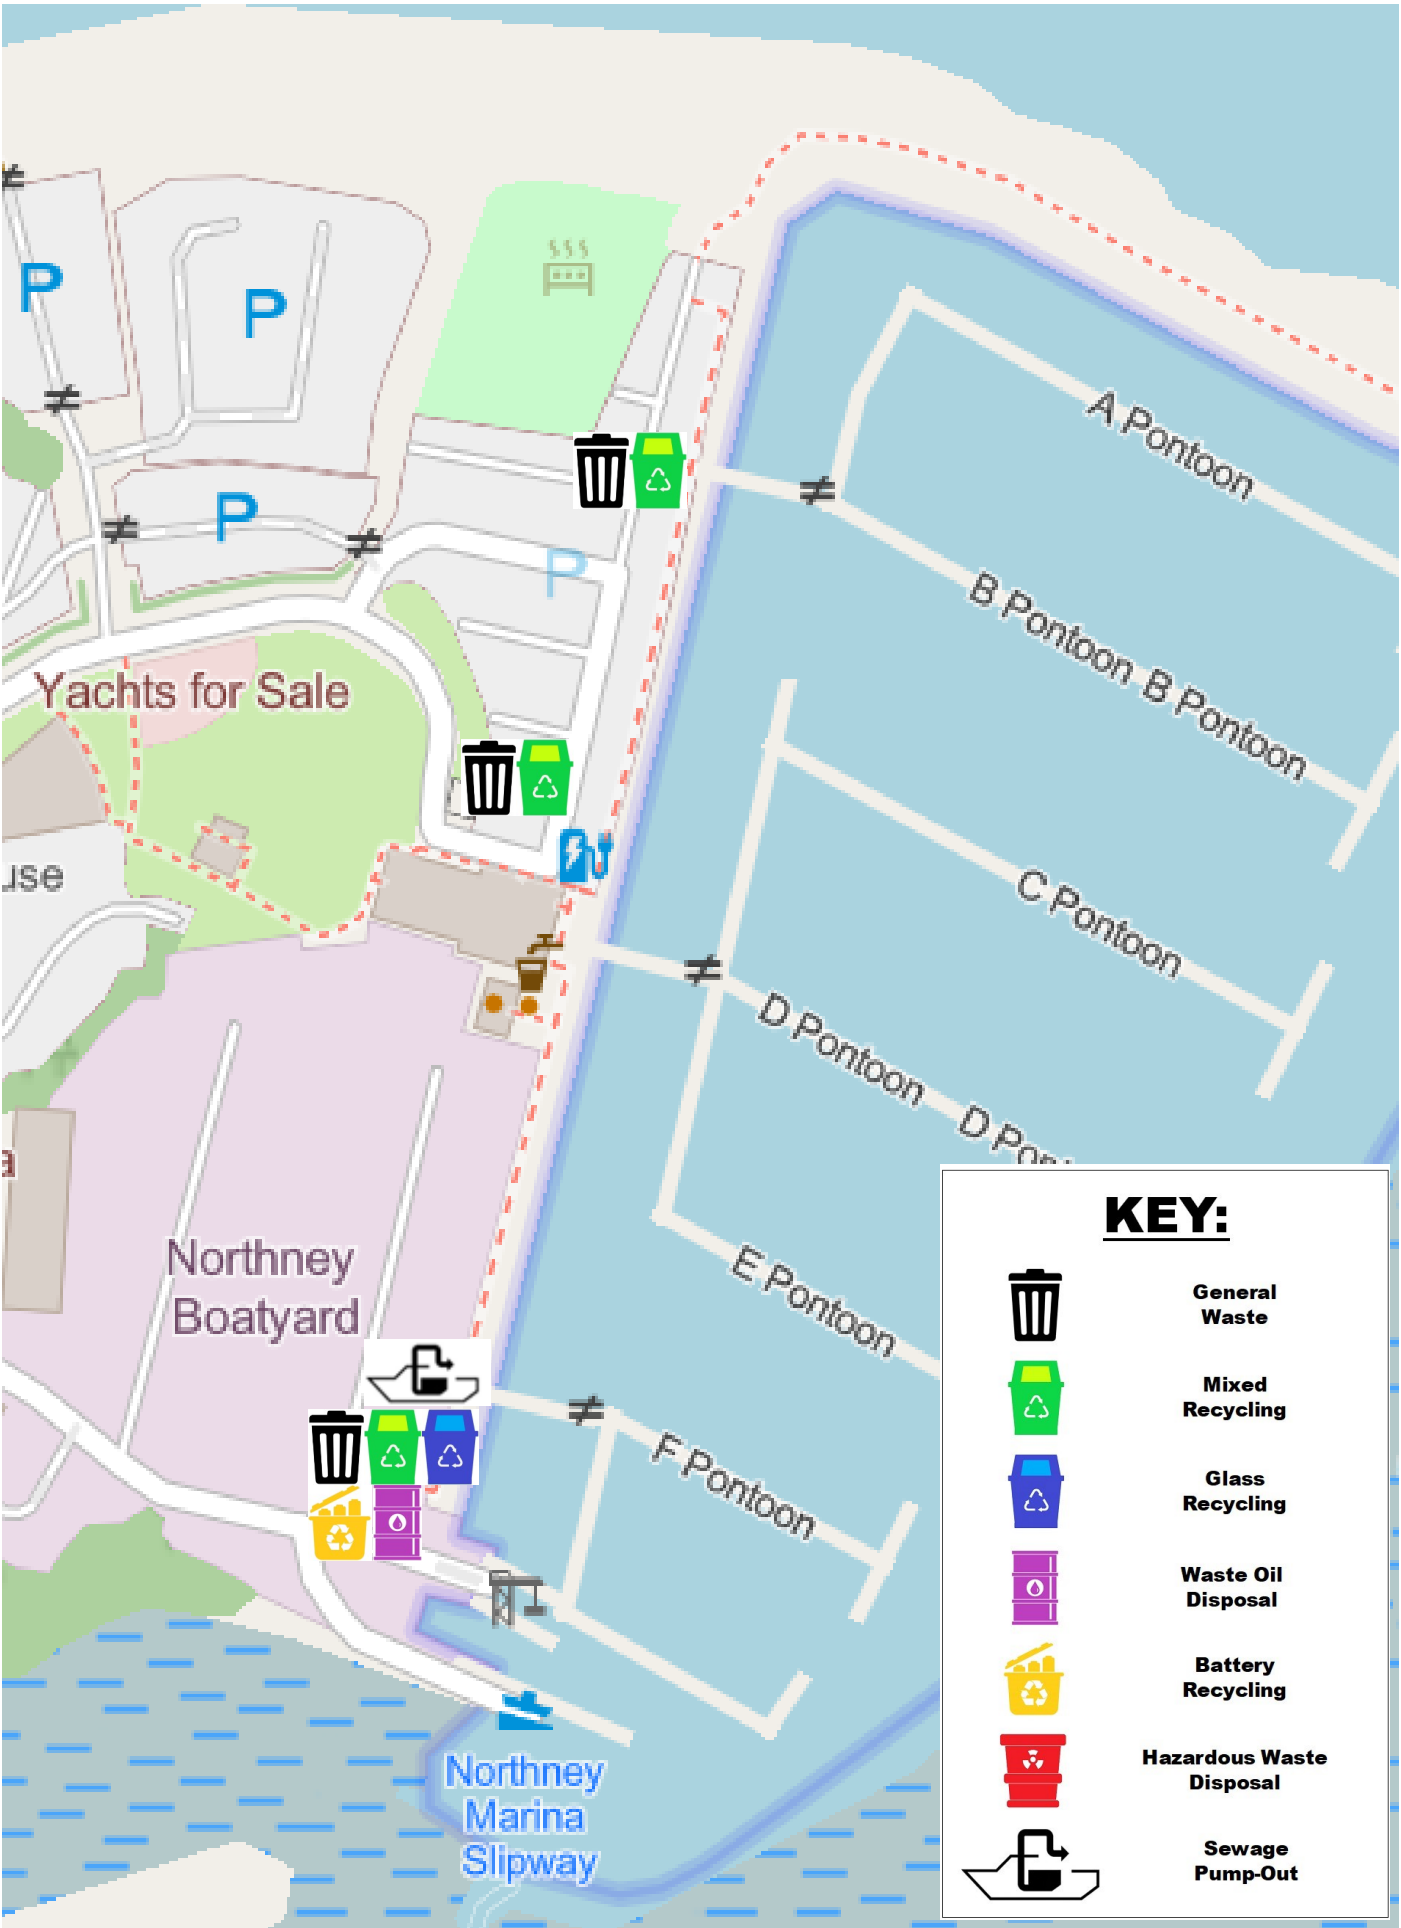 P
P
A Pontoon
P
P
B Pontoon
B Pontoon
Yachts for Sale
use
C Pontoon
D Pontoon
D Pon
a
E Pontoon
Northney
Boatyard
F Pontoon
Northney
Marina
Slipway
KEY:
General
Waste
Mixed
Recycling
Glass
Recycling
Waste Oil
Disposal
Battery
Recycling
Hazardous Waste
Disposal
Sewage
Pump-Out